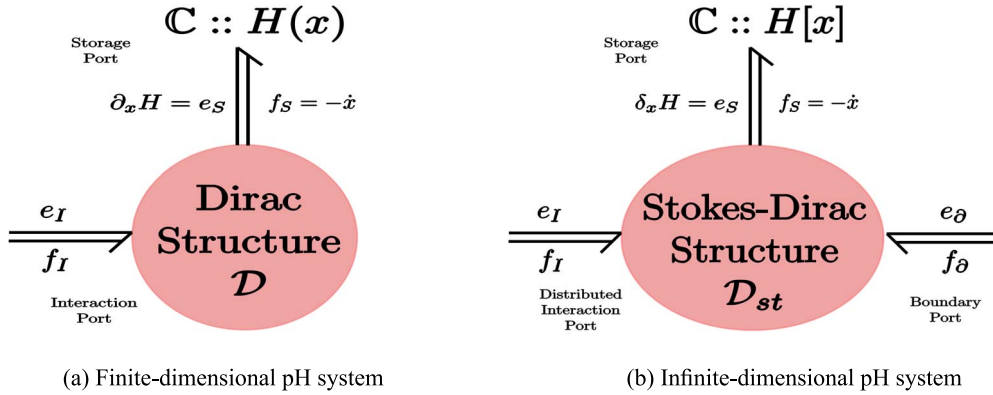 ℂ :: H(x)
Storage
Port
∂ₓH = e_S
f_S = −ẋ
Dirac
Structure
𝒟
e_I
f_I
Interaction
Port
(a) Finite-dimensional pH system
ℂ :: H[x]
Storage
Port
δₓH = e_S
f_S = −ẋ
Stokes-Dirac
Structure
𝒟_st
e_I
f_I
Distributed
Interaction
Port
e_∂
f_∂
Boundary
Port
(b) Infinite-dimensional pH system